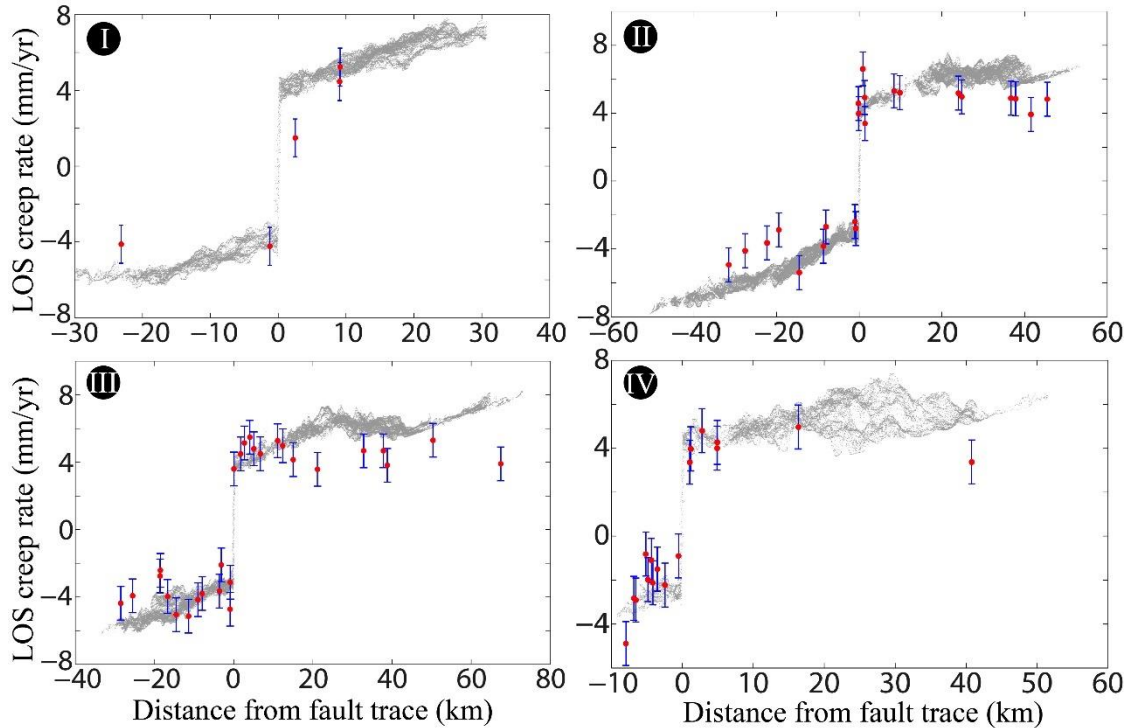 I
II
LOS creep rate (mm/yr)
8
4
0
−4
−8
8
4
0
−4
−8
−30 −20 −10 0 10 20 30 40
−60 −40 −20 0 20 40 60
III
IV
LOS creep rate (mm/yr)
8
4
0
−4
−8
8
4
0
−4
−40 −20 0 20 40 60 80
−10 0 10 20 30 40 50 60
Distance from fault trace (km)
Distance from fault trace (km)